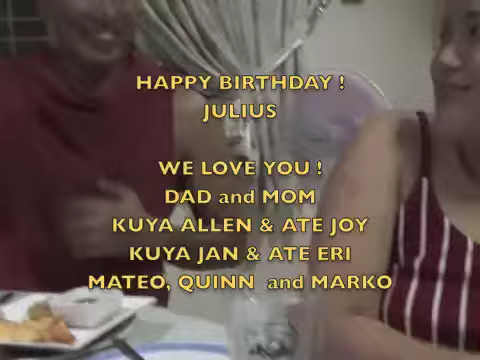 HAPPY BIRTHDAY !
JULIUS
WE LOVE YOU !
DAD and MOM
KUYA ALLEN & ATE JOY
KUYA JAN & ATE ERI
MATEO, QUINN and MARKO